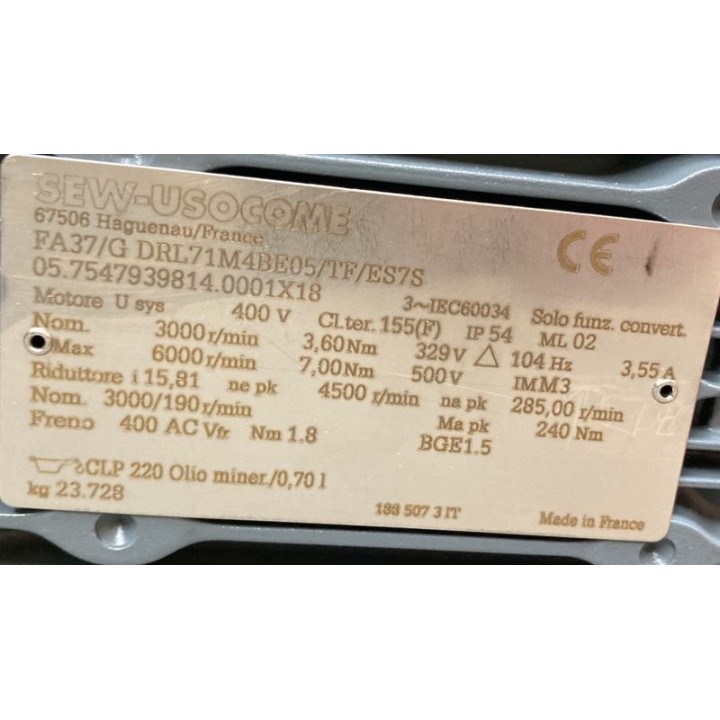 SEW-USOCOME
67506 Haguenau/France
FA37/G DRL71M4BE05/TF/ES7S
05.7547939814.0001X18
3~IEC60034 Solo funz. convert.
Motore U sys 400 V Cl.ter. 155(F) IP 54 ML 02
Nom. 3000 r/min 3,60 Nm 329 V △ 104 Hz 3,55 A
Max 6000 r/min 7,00 Nm 500 V IM M3
Riduttore i 15,81 ne pk 4500 r/min na pk 285,00 r/min
Nom. 3000/190 r/min Ma pk 240 Nm
Freno 400 AC Vfr Nm 1.8 BGE1.5
CLP 220 Olio miner./0,70 l
kg 23.728
188 507 3 IT Made in France
CE